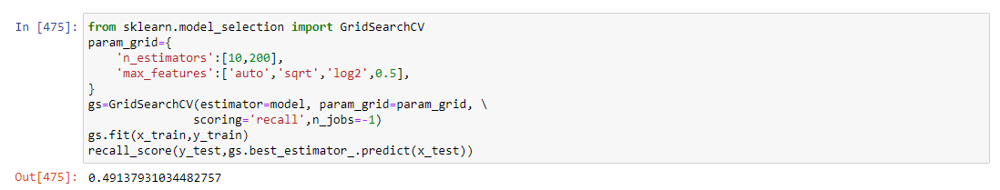 In [475]: from sklearn.model_selection import GridSearchCV
param_grid={
    'n_estimators':[10,200],
    'max_features':['auto','sqrt','log2',0.5],
}
gs=GridSearchCV(estimator=model, param_grid=param_grid, \
                scoring='recall',n_jobs=-1)
gs.fit(x_train,y_train)
recall_score(y_test,gs.best_estimator_.predict(x_test))
Out[475]: 0.49137931034482757